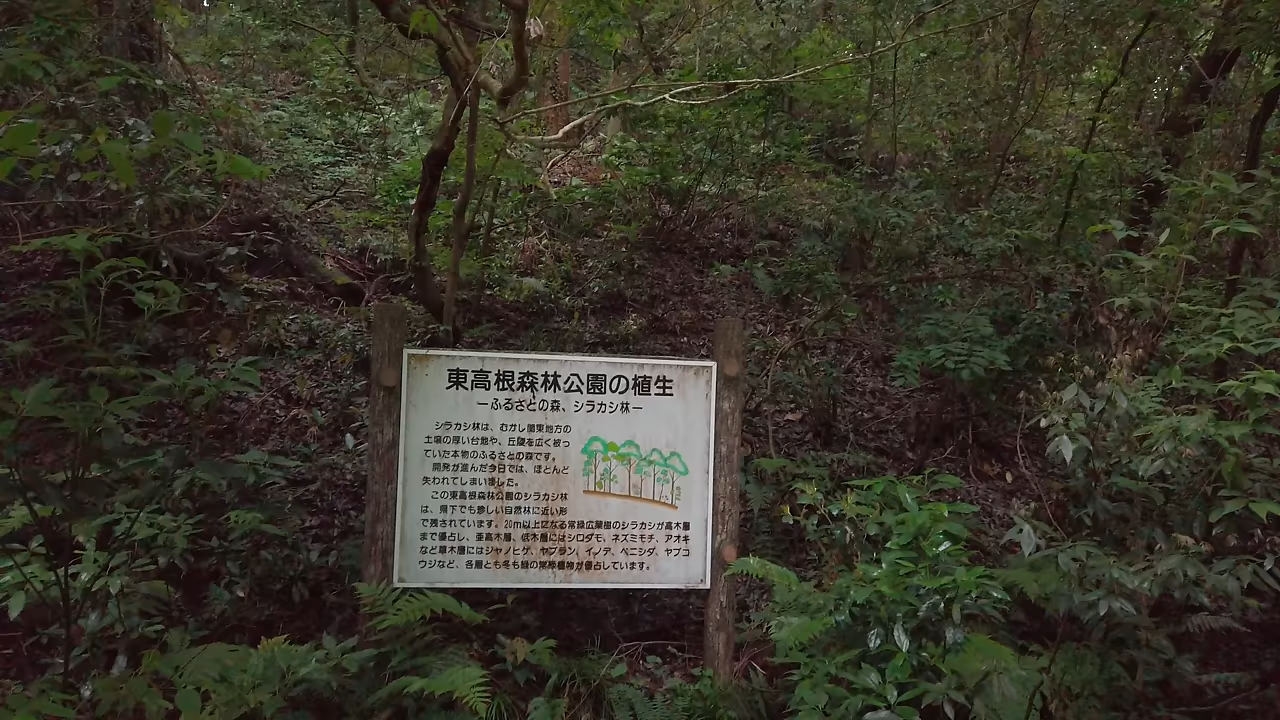 東高根森林公園の植生
ーふるさとの森、シラカシ林ー
シラカシ林は、むかし関東地方の
土壌の厚い台地や、丘陵を広く被っ
ていた本物のふるさとの森です。
開発が進んだ今日では、ほとんど
失われてしまいました。
この東高根森林公園のシラカシ林
は、県下でも珍しい自然林に近い形
で残されています。20m以上になる常緑広葉樹のシラカシが高木層
まで優占し、亜高木層、低木層にはシロダモ、ネズミモチ、アオキ
など草木層にはジャノヒゲ、ヤブラン、イノデ、ベニシダ、ヤブコ
ウジなど、各層とも冬も緑の常緑植物が優占しています。